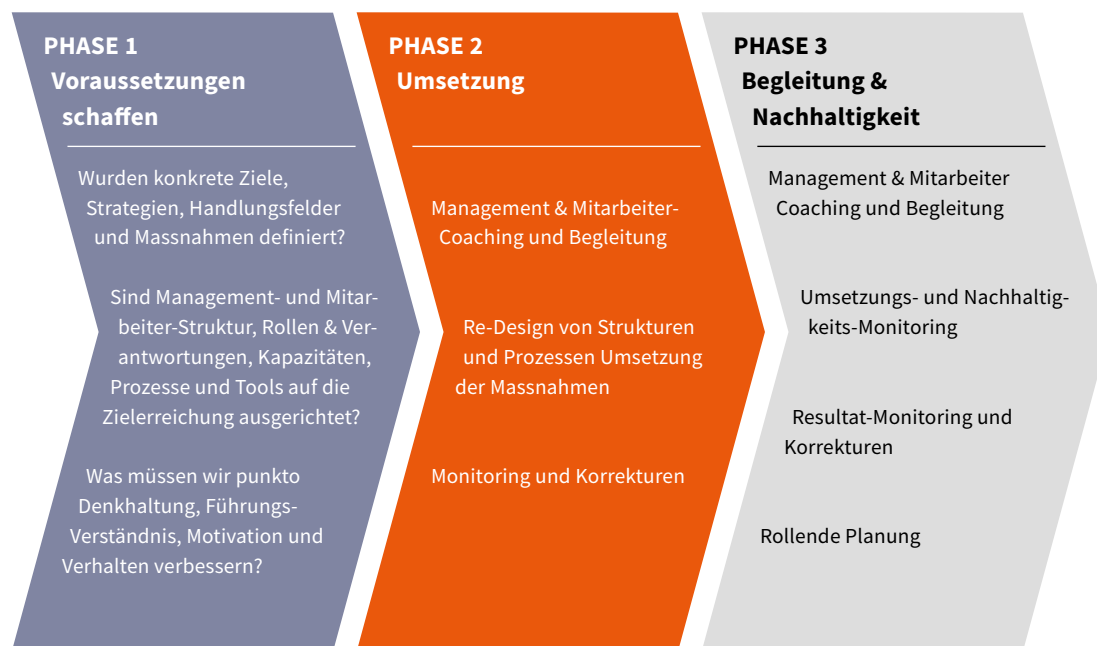 PHASE 1
Voraussetzungen
schaffen
Wurden konkrete Ziele,
Strategien, Handlungsfelder
und Massnahmen definiert?
Sind Management- und Mitar-
beiter-Struktur, Rollen & Ver-
antwortungen, Kapazitäten,
Prozesse und Tools auf die
Zielerreichung ausgerichtet?
Was müssen wir punkto
Denkhaltung, Führungs-
Verständnis, Motivation und
Verhalten verbessern?
PHASE 2
Umsetzung
Management & Mitarbeiter-
Coaching und Begleitung
Re-Design von Strukturen
und Prozessen Umsetzung
der Massnahmen
Monitoring und Korrekturen
PHASE 3
Begleitung &
Nachhaltigkeit
Management & Mitarbeiter
Coaching und Begleitung
Umsetzungs- und Nachhaltig-
keits-Monitoring
Resultat-Monitoring und
Korrekturen
Rollende Planung